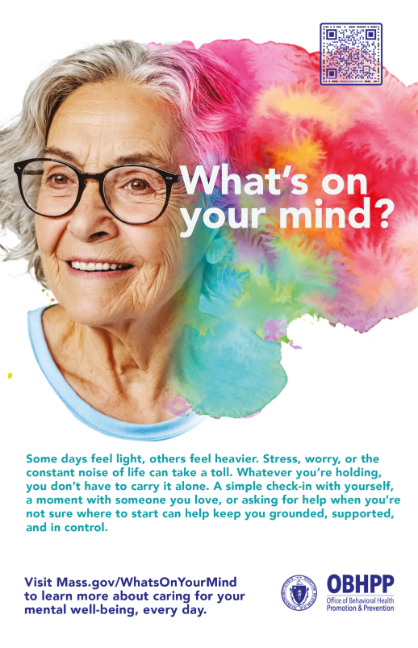 What's on
your mind?
Some days feel light, others feel heavier. Stress, worry, or the
constant noise of life can take a toll. Whatever you're holding,
you don't have to carry it alone. A simple check-in with yourself,
a moment with someone you love, or asking for help when you're
not sure where to start can help keep you grounded, supported,
and in control.
Visit Mass.gov/WhatsOnYourMind
to learn more about caring for your
mental well-being, every day.
OBHPP
Office of Behavioral Health
Promotion & Prevention